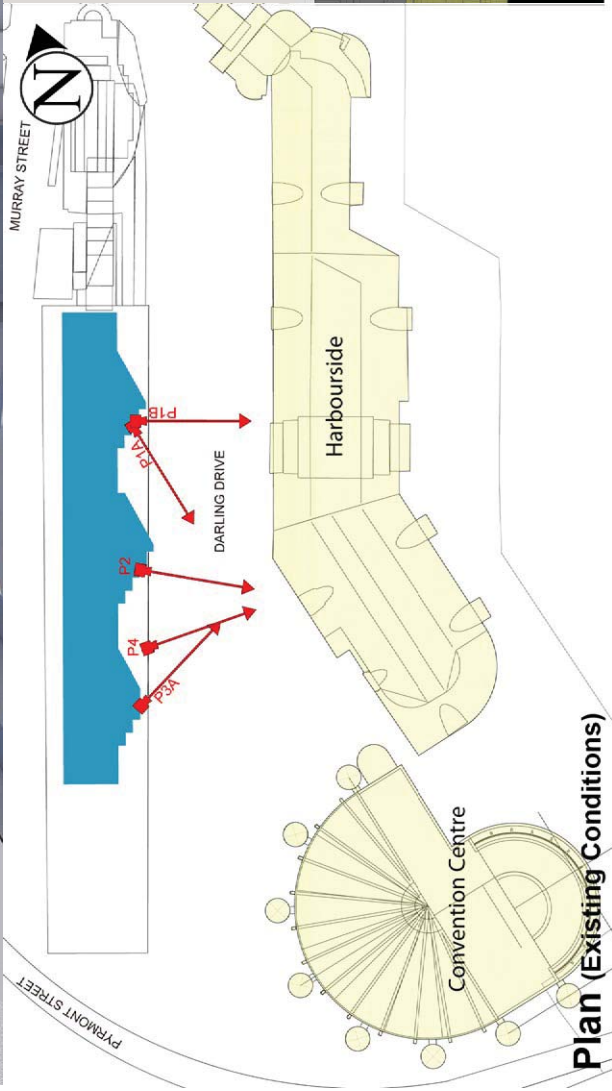 N
MURRAY STREET
P1B
P1A
P2
P4
P3A
DARLING DRIVE
Harbourside
Convention Centre
PYRMONT STREET
Plan (Existing Conditions)